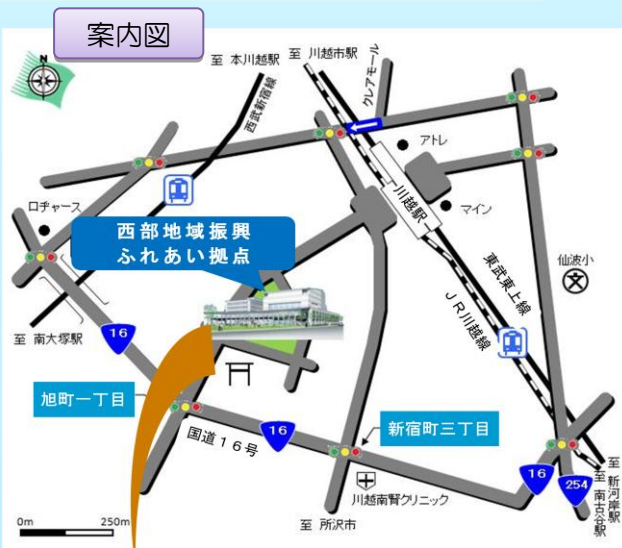 案内図
N
至 本川越駅
至 川越市駅
西武新宿線
クレアモール
アトレ
ロヂャース
川越駅
マイン
西部地域振興
ふれあい拠点
仙波小
東武東上線
JR川越線
至 南大塚駅
16
旭町一丁目
国道16号
16
新宿町三丁目
16
254
川越南腎クリニック
至 新河岸駅
至 南古谷駅
至 所沢市
0m
250m